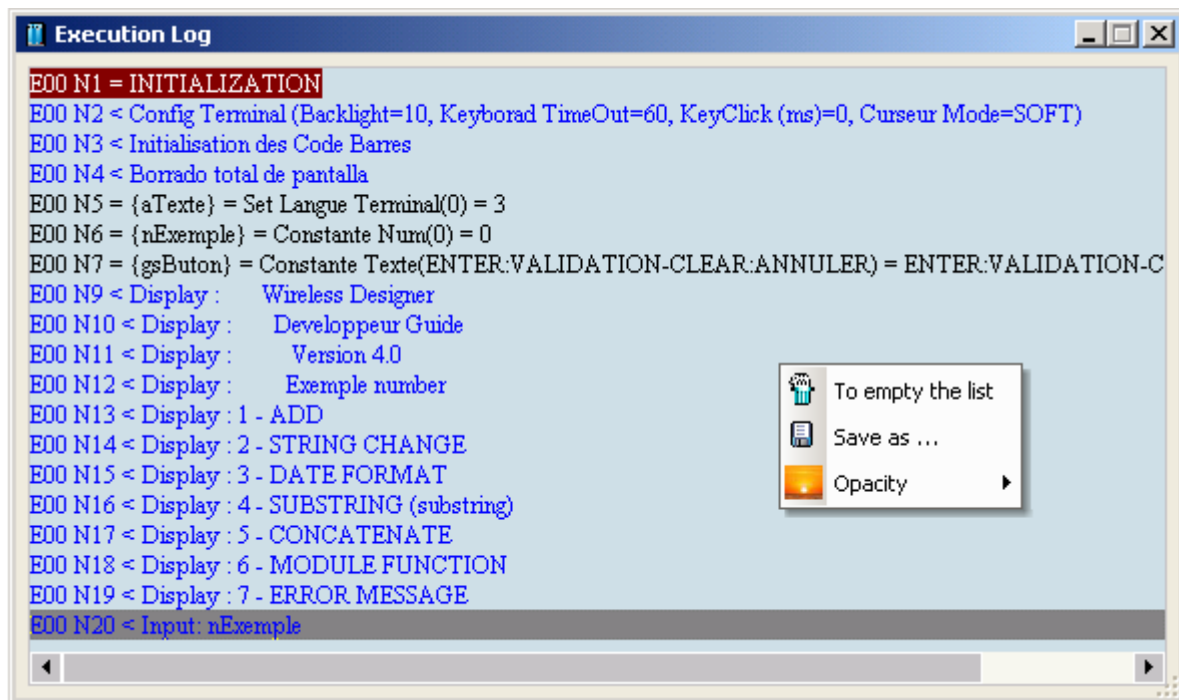 Execution Log
E00 N1 = INITIALIZATION
E00 N2 < Config Terminal (Backlight=10, Keyborad TimeOut=60, KeyClick (ms)=0, Curseur Mode=SOFT)
E00 N3 < Initialisation des Code Barres
E00 N4 < Borrado total de pantalla
E00 N5 = {aTexte} = Set Langue Terminal(0) = 3
E00 N6 = {nExemple} = Constante Num(0) = 0
E00 N7 = {gsButon} = Constante Texte(ENTER:VALIDATION-CLEAR:ANNULER) = ENTER:VALIDATION-C
E00 N9 < Display : Wireless Designer
E00 N10 < Display : Developpeur Guide
E00 N11 < Display : Version 4.0
E00 N12 < Display : Exemple number
E00 N13 < Display : 1 - ADD
E00 N14 < Display : 2 - STRING CHANGE
E00 N15 < Display : 3 - DATE FORMAT
E00 N16 < Display : 4 - SUBSTRING (substring)
E00 N17 < Display : 5 - CONCATENATE
E00 N18 < Display : 6 - MODULE FUNCTION
E00 N19 < Display : 7 - ERROR MESSAGE
E00 N20 < Input: nExemple
To empty the list
Save as ...
Opacity